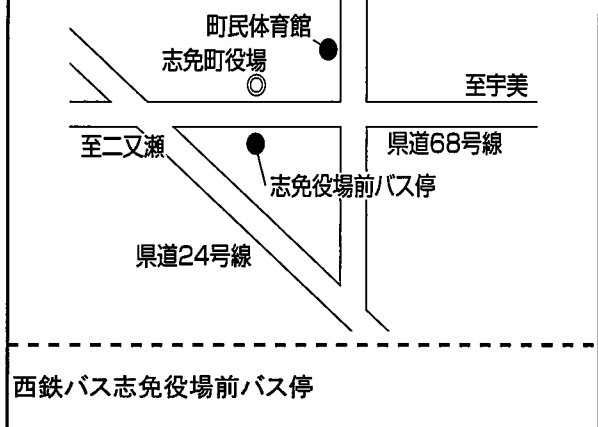 町民体育館
志免町役場
至宇美
至二又瀬
県道68号線
志免役場前バス停
県道24号線
西鉄バス志免役場前バス停